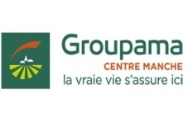 Groupama
CENTRE MANCHE
la vraie vie s'assure ici